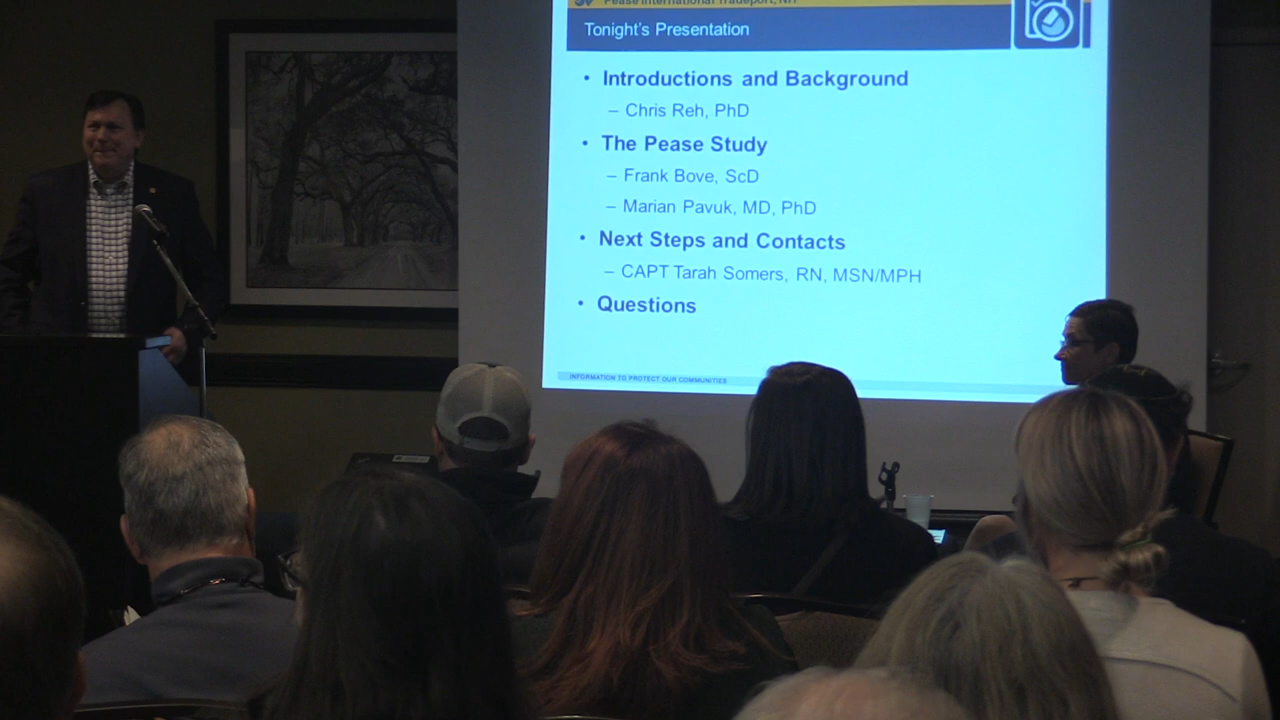 Pease International Tradeport, NH
Tonight's Presentation
• Introductions and Background
– Chris Reh, PhD
• The Pease Study
– Frank Bove, ScD
– Marian Pavuk, MD, PhD
• Next Steps and Contacts
– CAPT Tarah Somers, RN, MSN/MPH
• Questions
INFORMATION TO PROTECT OUR COMMUNITIES